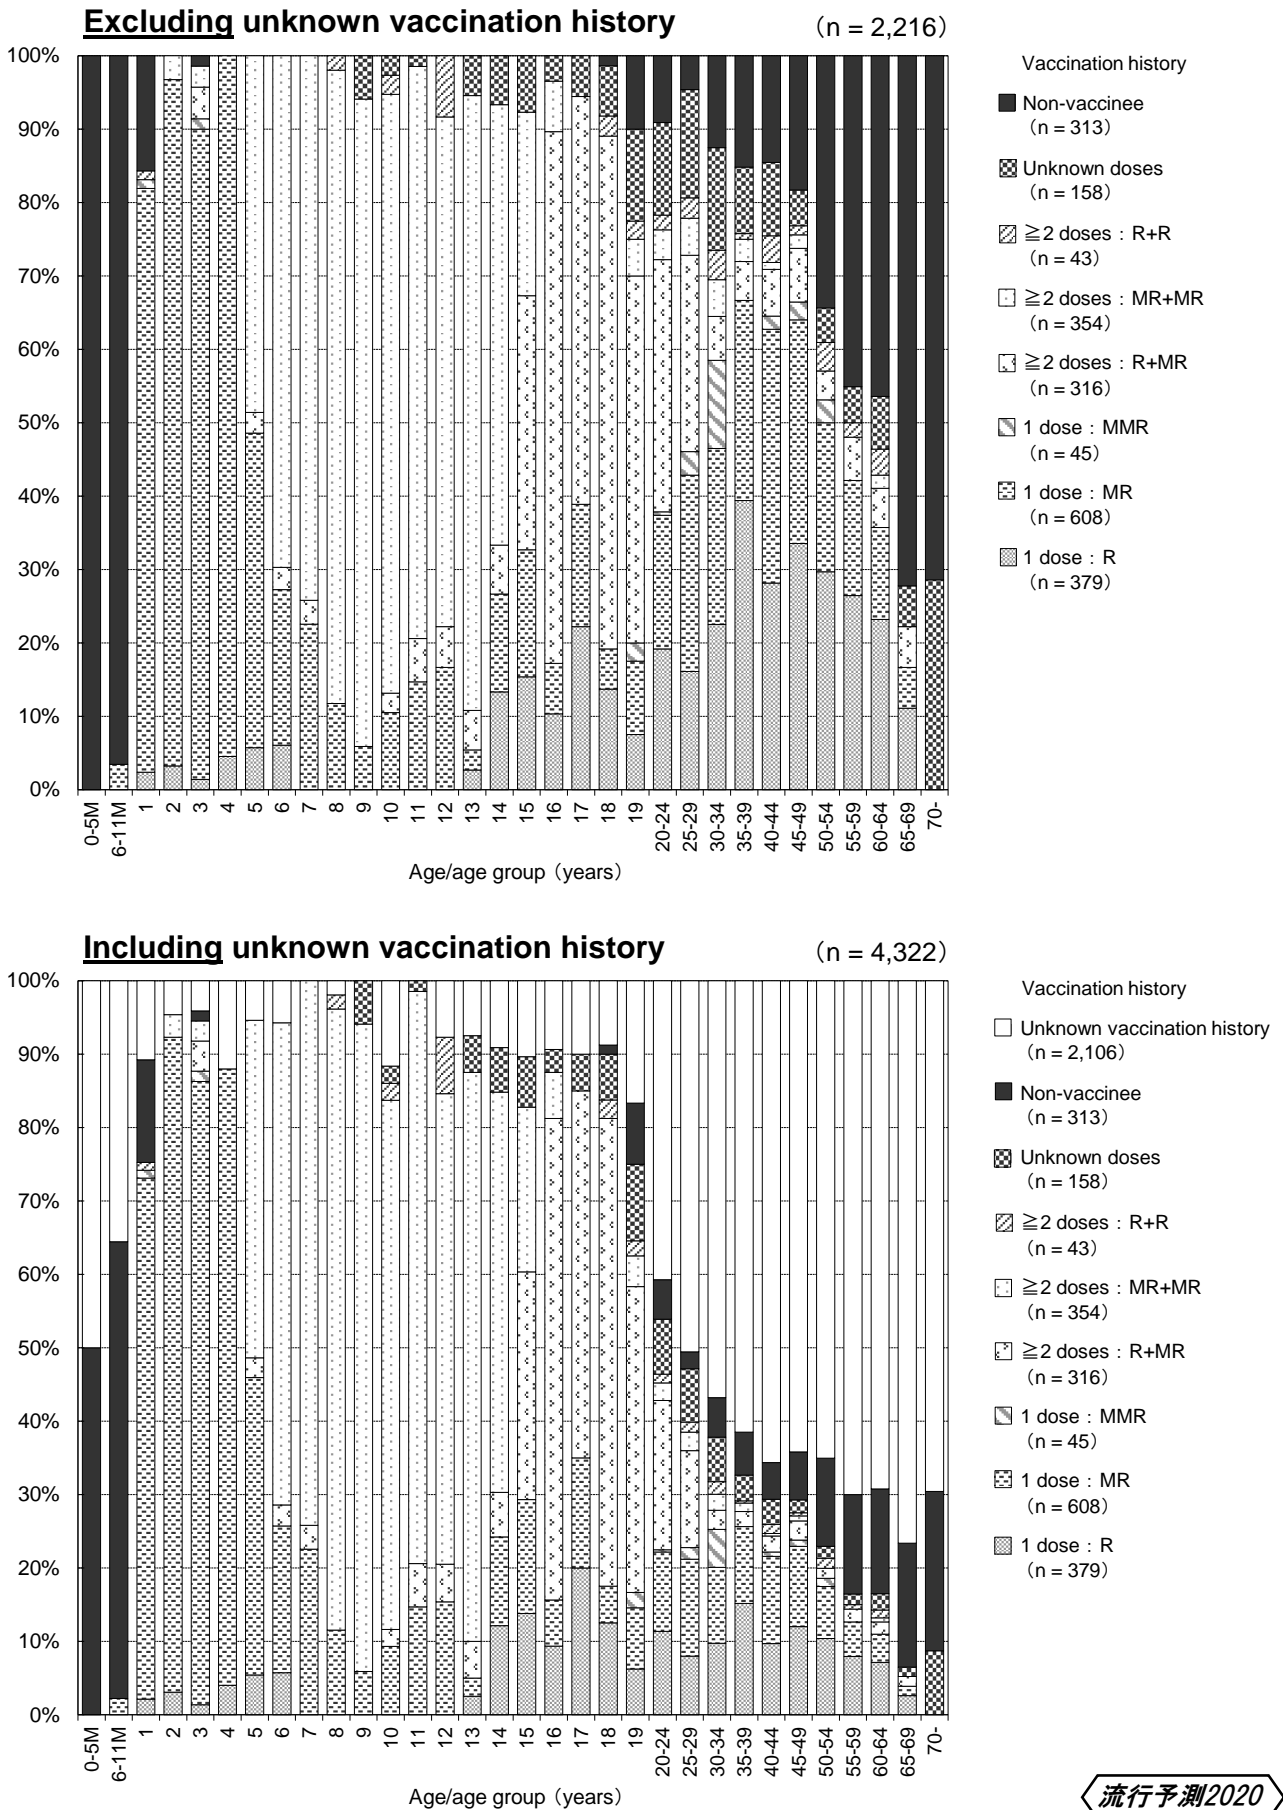 Excluding unknown vaccination history
（n = 2,216）
100%
90%
80%
70%
60%
50%
40%
30%
20%
10%
0%
0-5M
6-11M
1
2
3
4
5
6
7
8
9
10
11
12
13
14
15
16
17
18
19
20-24
25-29
30-34
35-39
40-44
45-49
50-54
55-59
60-64
65-69
70-
Age/age group（years）
Vaccination history
Non-vaccinee
（n = 313）
Unknown doses
（n = 158）
≧2 doses：R+R
（n = 43）
≧2 doses：MR+MR
（n = 354）
≧2 doses：R+MR
（n = 316）
1 dose：MMR
（n = 45）
1 dose：MR
（n = 608）
1 dose：R
（n = 379）
Including unknown vaccination history
（n = 4,322）
100%
90%
80%
70%
60%
50%
40%
30%
20%
10%
0%
0-5M
6-11M
1
2
3
4
5
6
7
8
9
10
11
12
13
14
15
16
17
18
19
20-24
25-29
30-34
35-39
40-44
45-49
50-54
55-59
60-64
65-69
70-
Age/age group（years）
Vaccination history
Unknown vaccination history
（n = 2,106）
Non-vaccinee
（n = 313）
Unknown doses
（n = 158）
≧2 doses：R+R
（n = 43）
≧2 doses：MR+MR
（n = 354）
≧2 doses：R+MR
（n = 316）
1 dose：MMR
（n = 45）
1 dose：MR
（n = 608）
1 dose：R
（n = 379）
流行予測2020